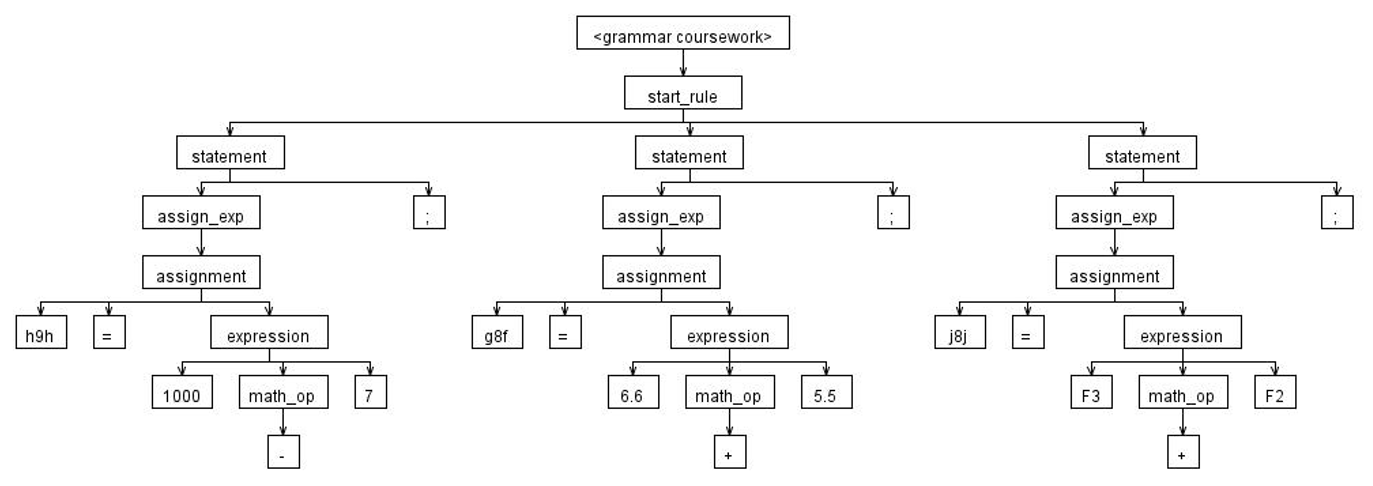 <grammar coursework>
start_rule
statement statement statement
assign_exp ; assign_exp ; assign_exp ;
assignment assignment assignment
h9h = expression g8f = expression j8j = expression
1000 math_op 7 6.6 math_op 5.5 F3 math_op F2
- + +